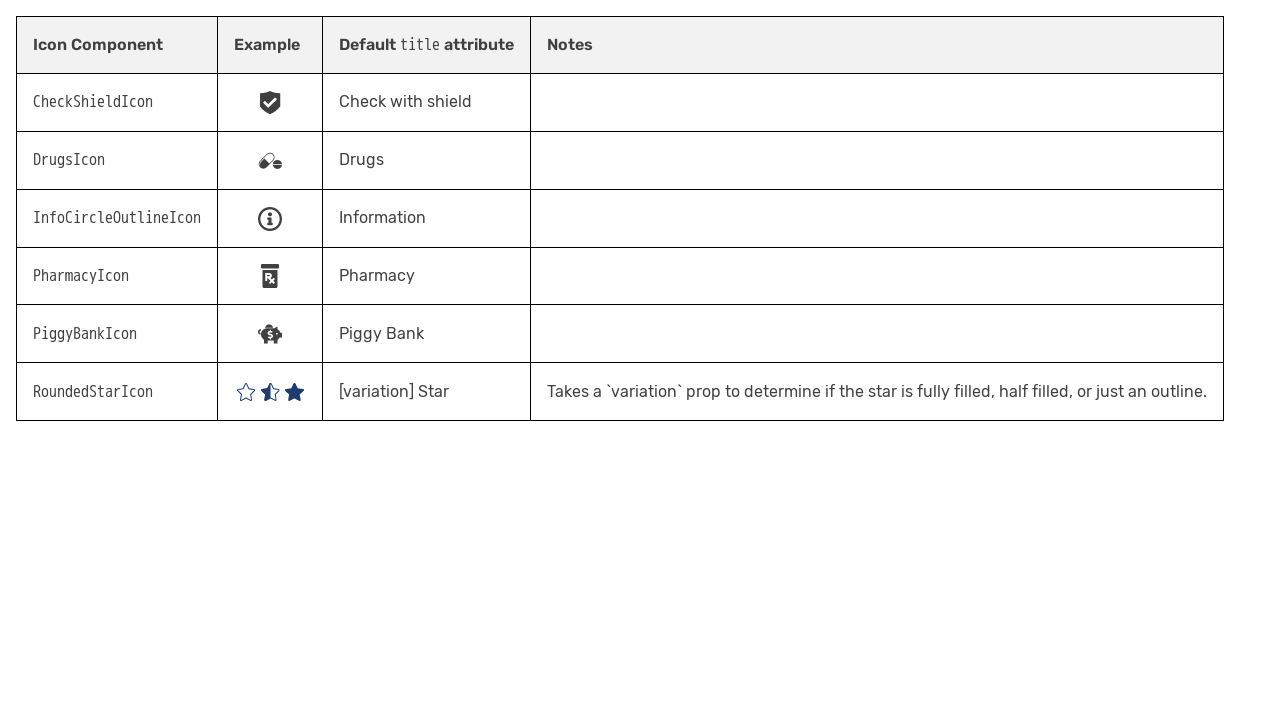 Icon Component Example Default title attribute Notes
CheckShieldIcon Check with shield
DrugsIcon Drugs
InfoCircleOutlineIcon Information
PharmacyIcon Pharmacy
PiggyBankIcon Piggy Bank
RoundedStarIcon [variation] Star Takes a `variation` prop to determine if the star is fully filled, half filled, or just an outline.